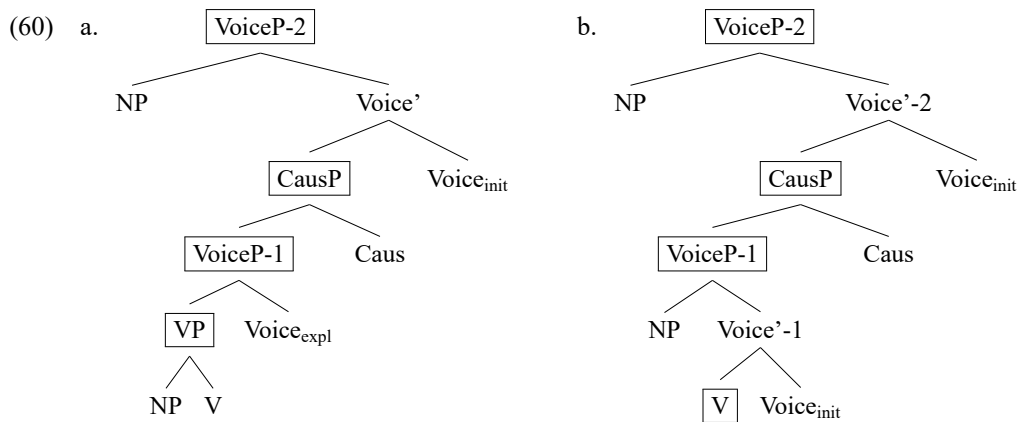 (60) a. VoiceP-2 b. VoiceP-2
NP Voice’ NP Voice’-2
CausP Voiceinit CausP Voiceinit
VoiceP-1 Caus VoiceP-1 Caus
VP Voiceexpl NP Voice’-1
NP V V Voiceinit